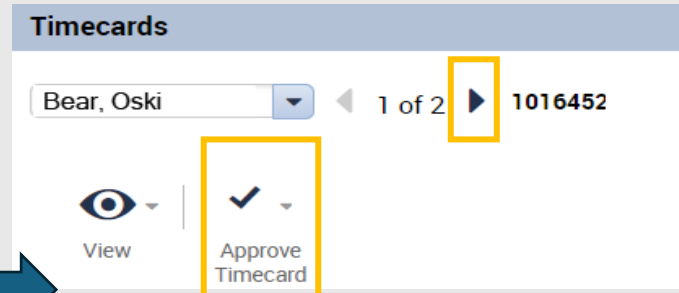 Timecards
Bear, Oski 1 of 2 1016452
View
Approve
Timecard